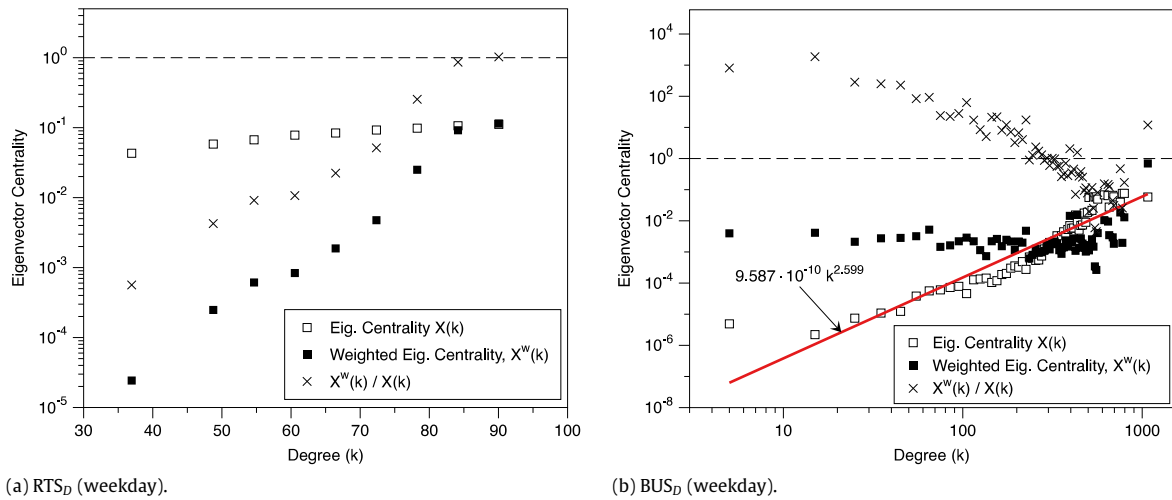 Eigenvector Centrality
10^0
10^-1
10^-2
10^-3
10^-4
10^-5
30 40 50 60 70 80 90 100
Degree (k)
Eig. Centrality X(k)
Weighted Eig. Centrality, X^w(k)
X^w(k) / X(k)
(a) RTS_D (weekday).
Eigenvector Centrality
10^4
10^2
10^0
10^-2
10^-4
10^-6
10^-8
10 100 1000
Degree (k)
9.587 · 10^-10 k^2.599
Eig. Centrality X(k)
Weighted Eig. Centrality, X^w(k)
X^w(k) / X(k)
(b) BUS_D (weekday).